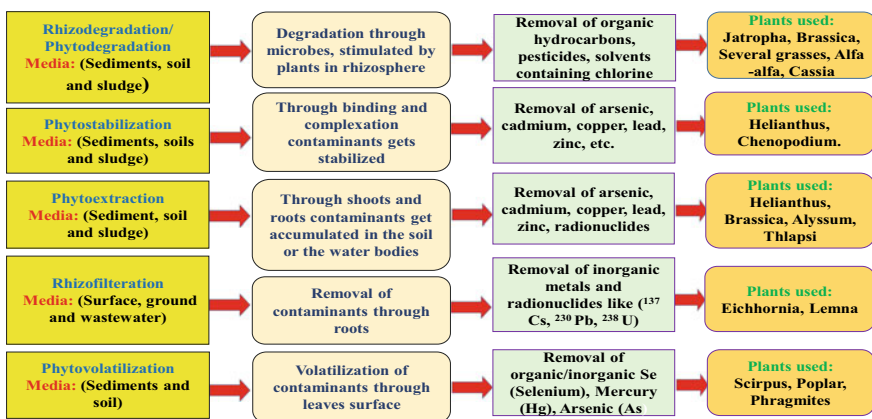 Rhizodegradation/
Phytodegradation
Media: (Sediments, soil
and sludge)
Degradation through
microbes, stimulated by
plants in rhizosphere
Removal of organic
hydrocarbons,
pesticides, solvents
containing chlorine
Plants used:
Jatropha, Brassica,
Several grasses, Alfa
-alfa, Cassia
Phytostabilization
Media: (Sediments, soils
and sludge)
Through binding and
complexation
contaminants gets
stabilized
Removal of arsenic,
cadmium, copper, lead,
zinc, etc.
Plants used:
Helianthus,
Chenopodium.
Phytoextraction
Media: (Sediment, soil
and sludge)
Through shoots and
roots contaminants get
accumulated in the soil
or the water bodies
Removal of arsenic,
cadmium, copper, lead,
zinc, radionuclides
Plants used:
Helianthus,
Brassica, Alyssum,
Thlapsi
Rhizofilteration
Media: (Surface, ground
and wastewater)
Removal of
contaminants through
roots)
Removal of inorganic
metals and
radionuclides like (¹³⁷
Cs, ²³⁰ Pb, ²³⁸ U)
Plants used:
Eichhornia, Lemna
Phytovolatilization
Media: (Sediments and
soil)
Volatilization of
contaminants through
leaves surface
Removal of
organic/inorganic Se
(Selenium), Mercury
(Hg), Arsenic (As
Plants used:
Scirpus, Poplar,
Phragmites